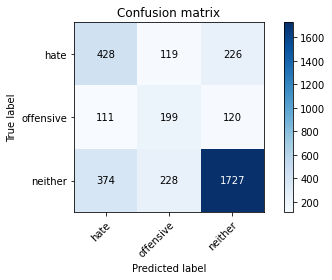 Confusion matrix
True label
hate
428
119
226
offensive
111
199
120
neither
374
228
1727
hate
offensive
neither
Predicted label
1600
1400
1200
1000
800
600
400
200